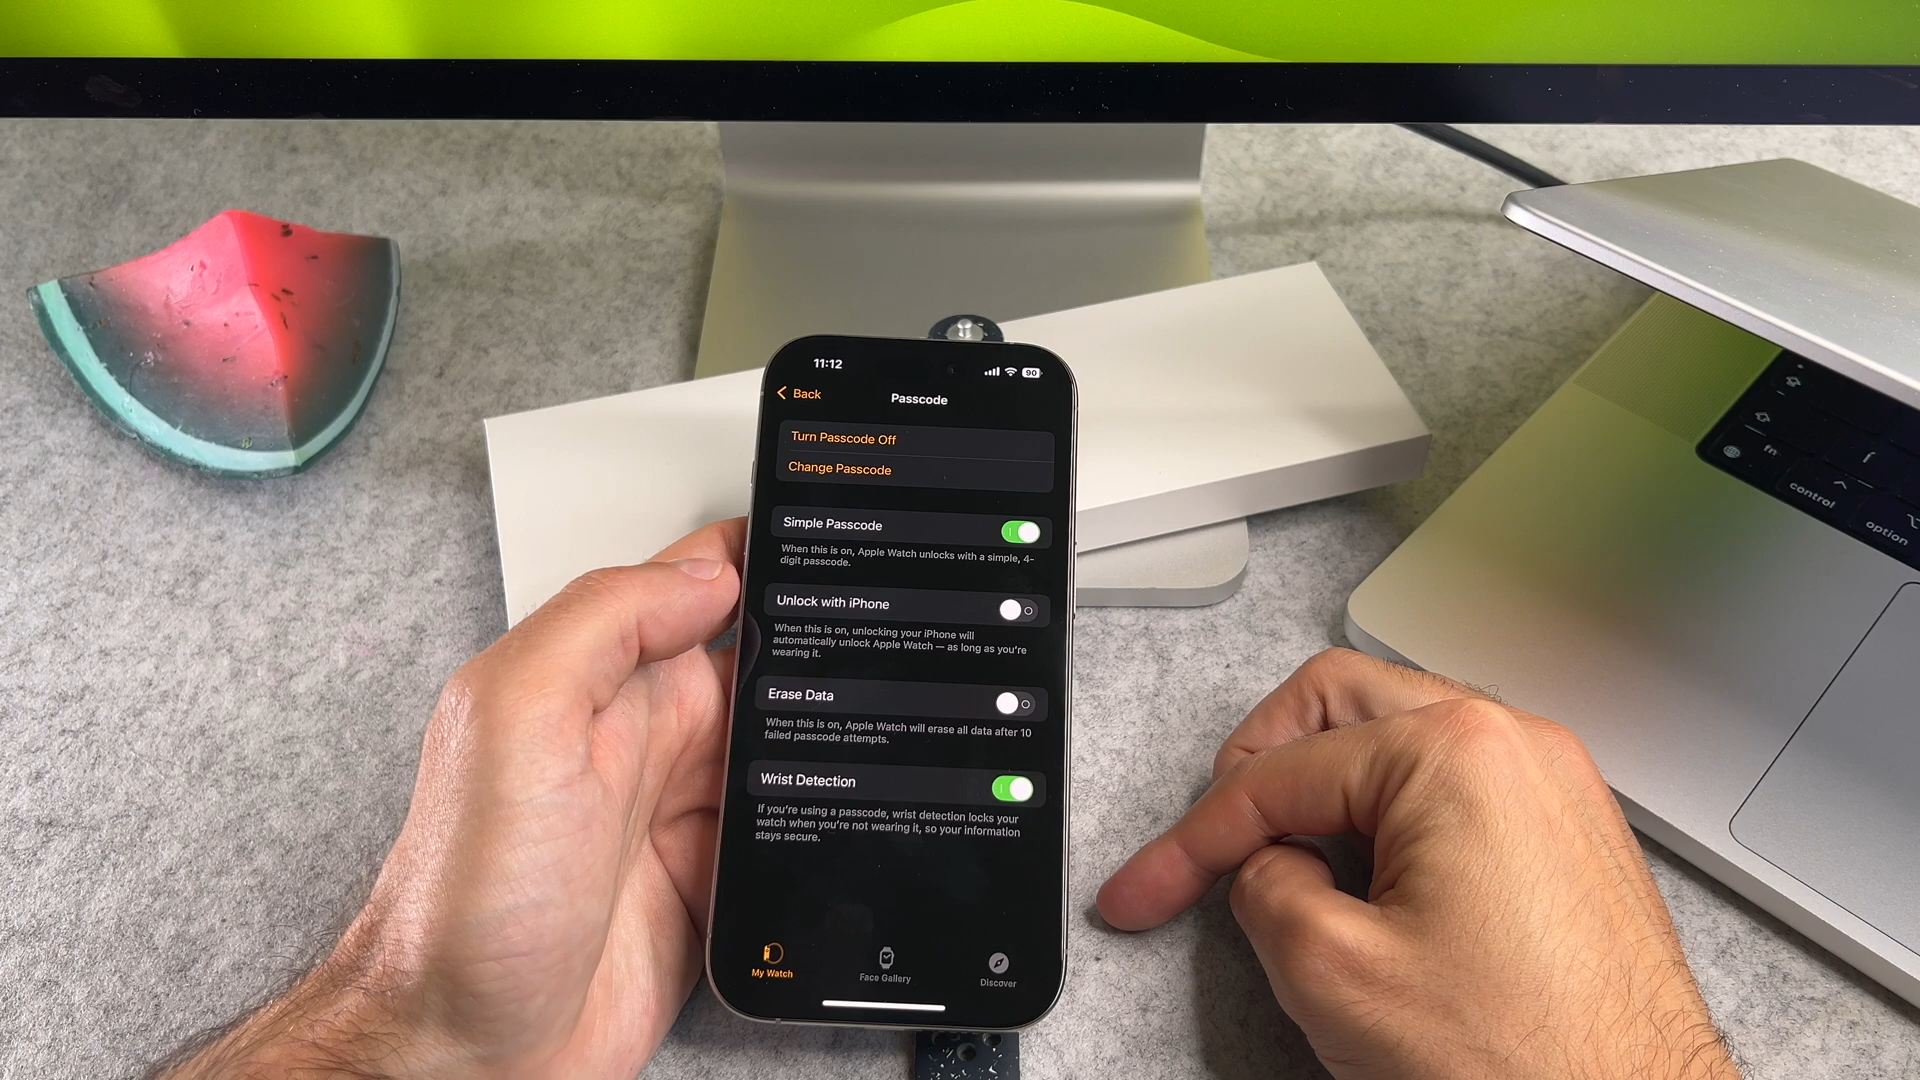 11:12
90
Back
Passcode
Turn Passcode Off
Change Passcode
Simple Passcode
When this is on, Apple Watch unlocks with a simple, 4-
digit passcode.
Unlock with iPhone
When this is on, unlocking your iPhone will
automatically unlock Apple Watch — as long as you're
wearing it.
Erase Data
When this is on, Apple Watch will erase all data after 10
failed passcode attempts.
Wrist Detection
If you're using a passcode, wrist detection locks your
watch when you're not wearing it, so your information
stays secure.
My Watch
Face Gallery
Discover
fn
control
option